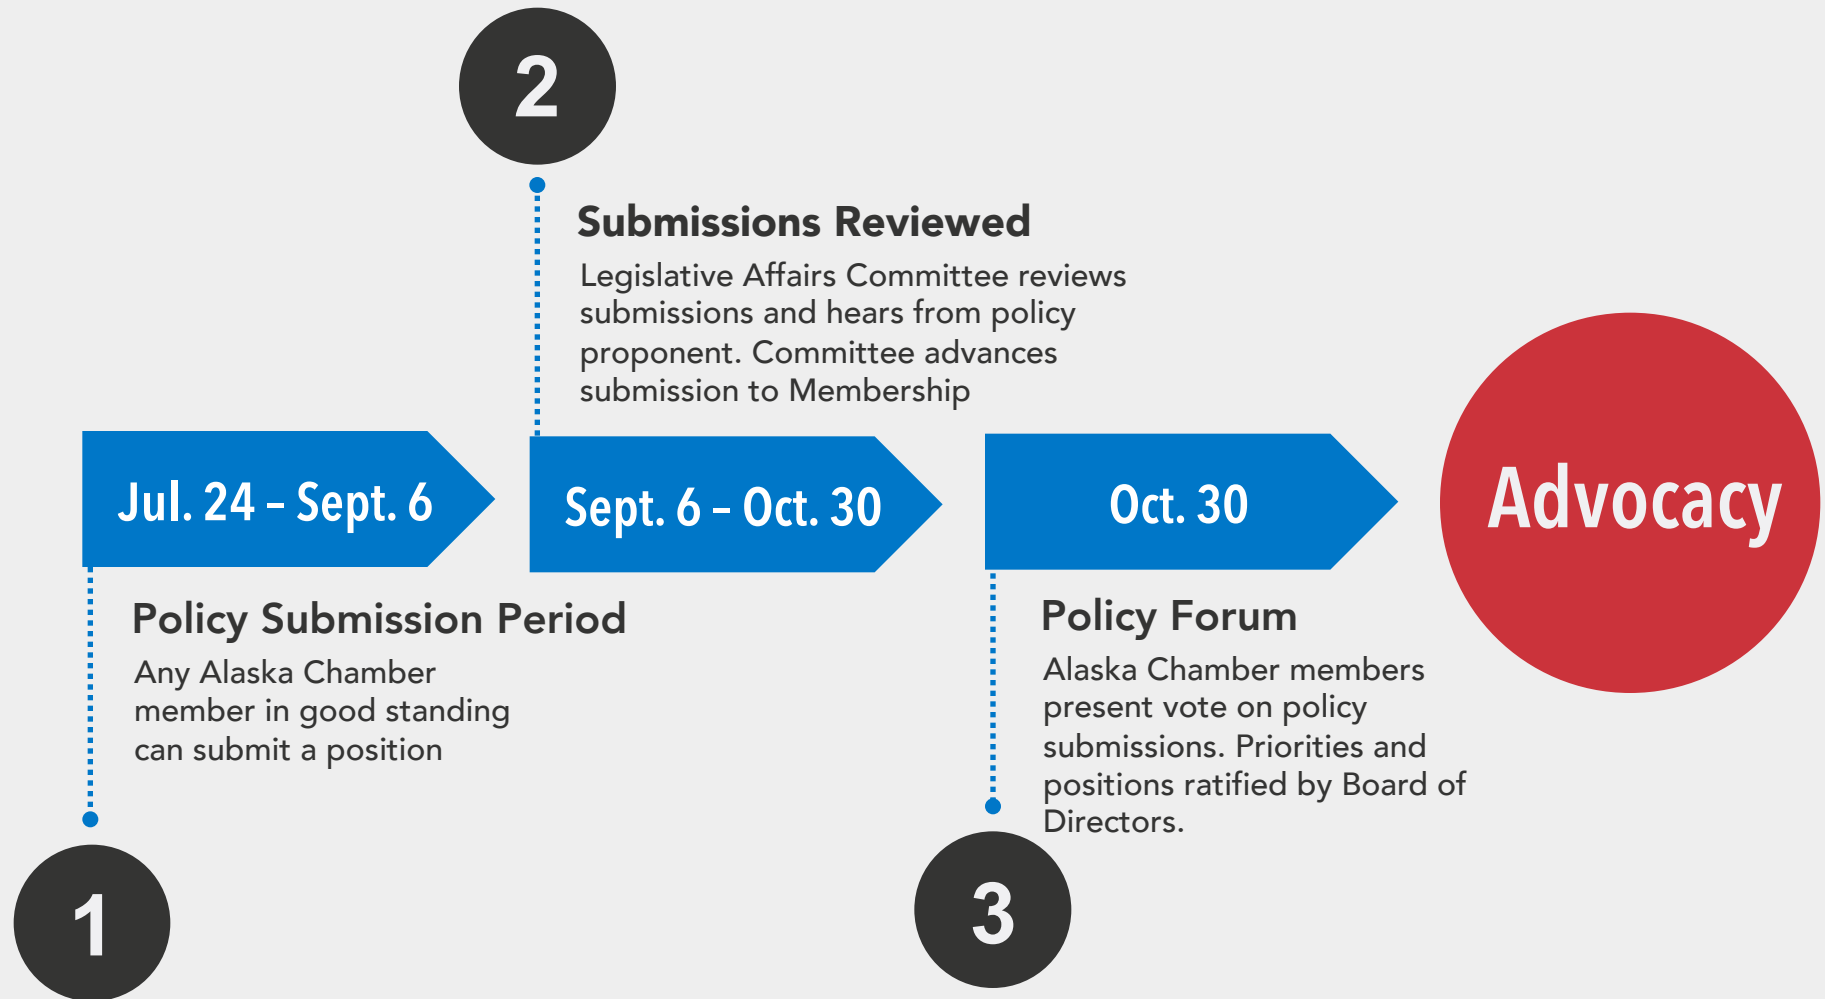 2
Submissions Reviewed
Legislative Affairs Committee reviews
submissions and hears from policy
proponent. Committee advances
submission to Membership
Jul. 24 – Sept. 6
Sept. 6 – Oct. 30
Oct. 30
Advocacy
Policy Submission Period
Any Alaska Chamber
member in good standing
can submit a position
1
Policy Forum
Alaska Chamber members
present vote on policy
submissions. Priorities and
positions ratified by Board of
Directors.
3